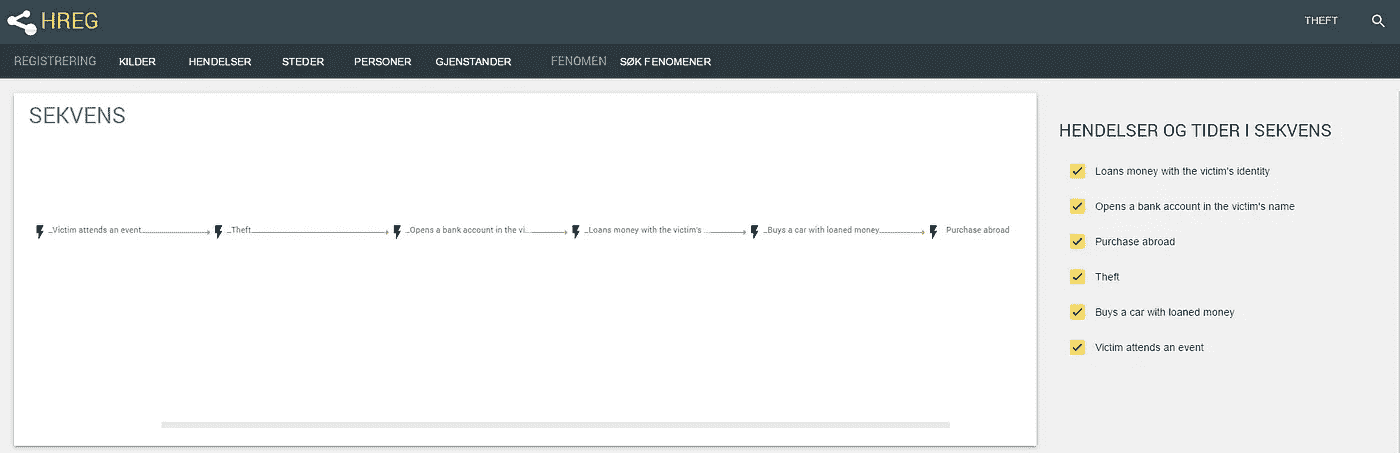 HREG
THEFT
REGISTRERING KILDER HENDELSER STEDER PERSONER GJENSTANDER FENOMEN SØK FENOMENER
SEKVENS
Victim attends an event Theft Opens a bank account in the vi... Loans money with the victim's ... Buys a car with loaned money Purchase abroad
HENDELSER OG TIDER I SEKVENS
Loans money with the victim's identity
Opens a bank account in the victim's name
Purchase abroad
Theft
Buys a car with loaned money
Victim attends an event